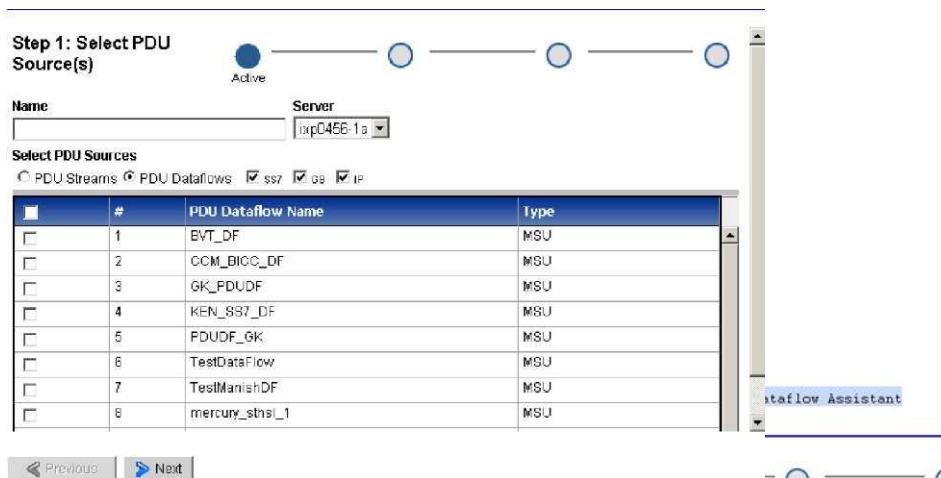 Step 1: Select PDU
Source(s)
Active
Name
Server
ixp0456-1a
Select PDU Sources
PDU Streams PDU Dataflows SS7 GB IP
# PDU Dataflow Name Type
1 BVT_DF MSU
2 CCM_BICC_DF MSU
3 GK_PDUDF MSU
4 KEN_SS7_DF MSU
5 PDUDF_GK MSU
6 TestDataFlow MSU
7 TestManishDF MSU
8 mercury_sthsl_1 MSU
ataflow Assistant
Previous Next